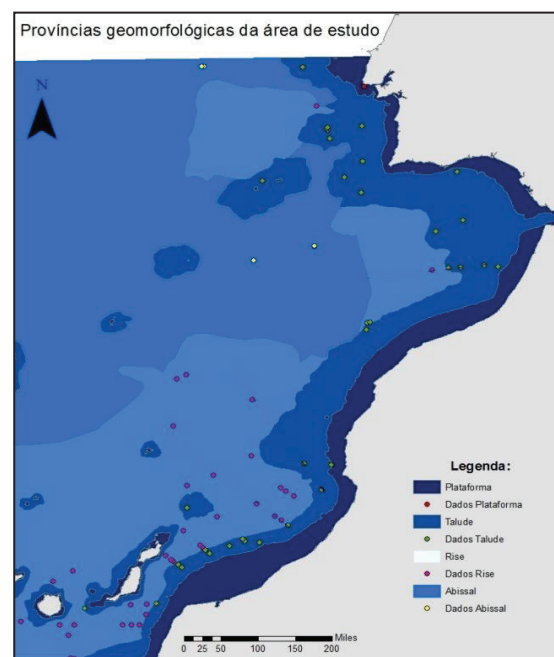 Províncias geomorfológicas da área de estudo
N
Legenda:
Plataforma
Dados Plataforma
Talude
Dados Talude
Rise
Dados Rise
Abissal
Dados Abissal
Miles
0 25 50 100 150 200